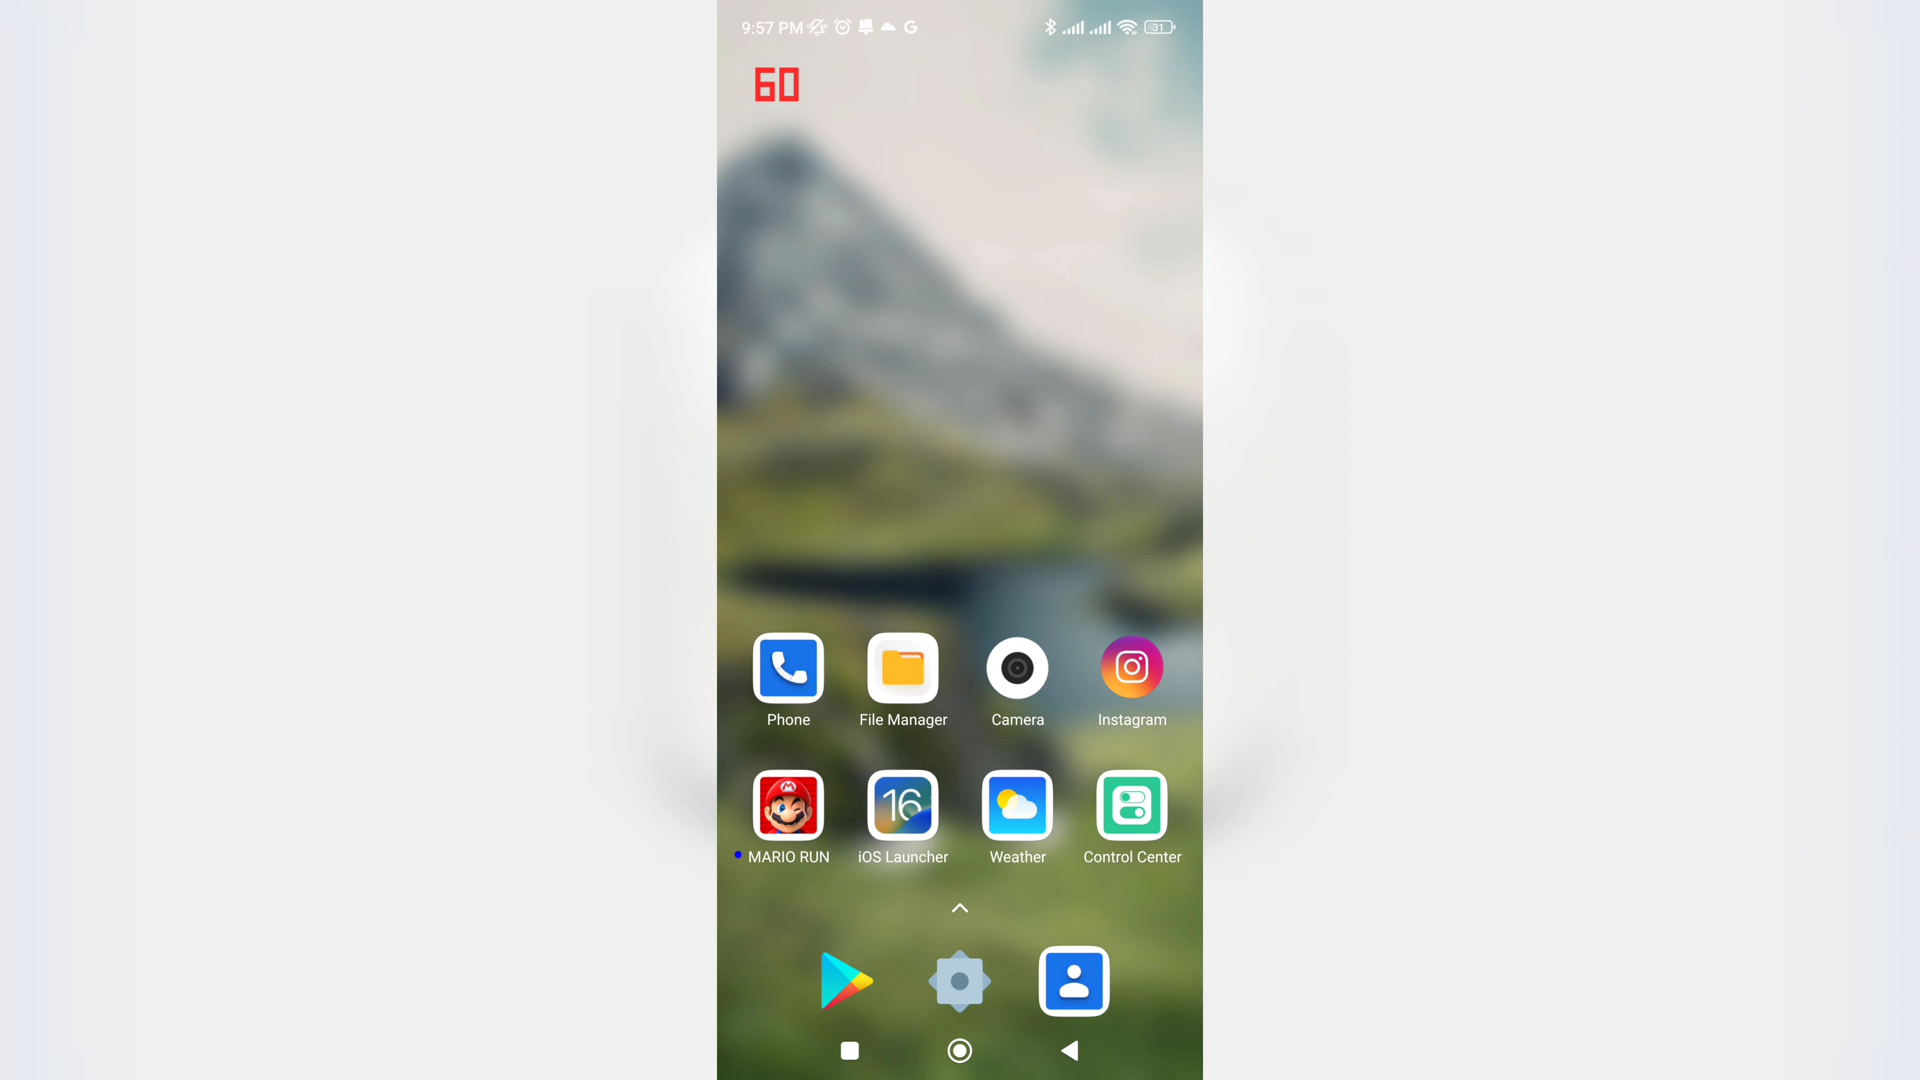 9:57 PM G 31
60
Phone File Manager Camera Instagram
M
16
MARIO RUN iOS Launcher Weather Control Center